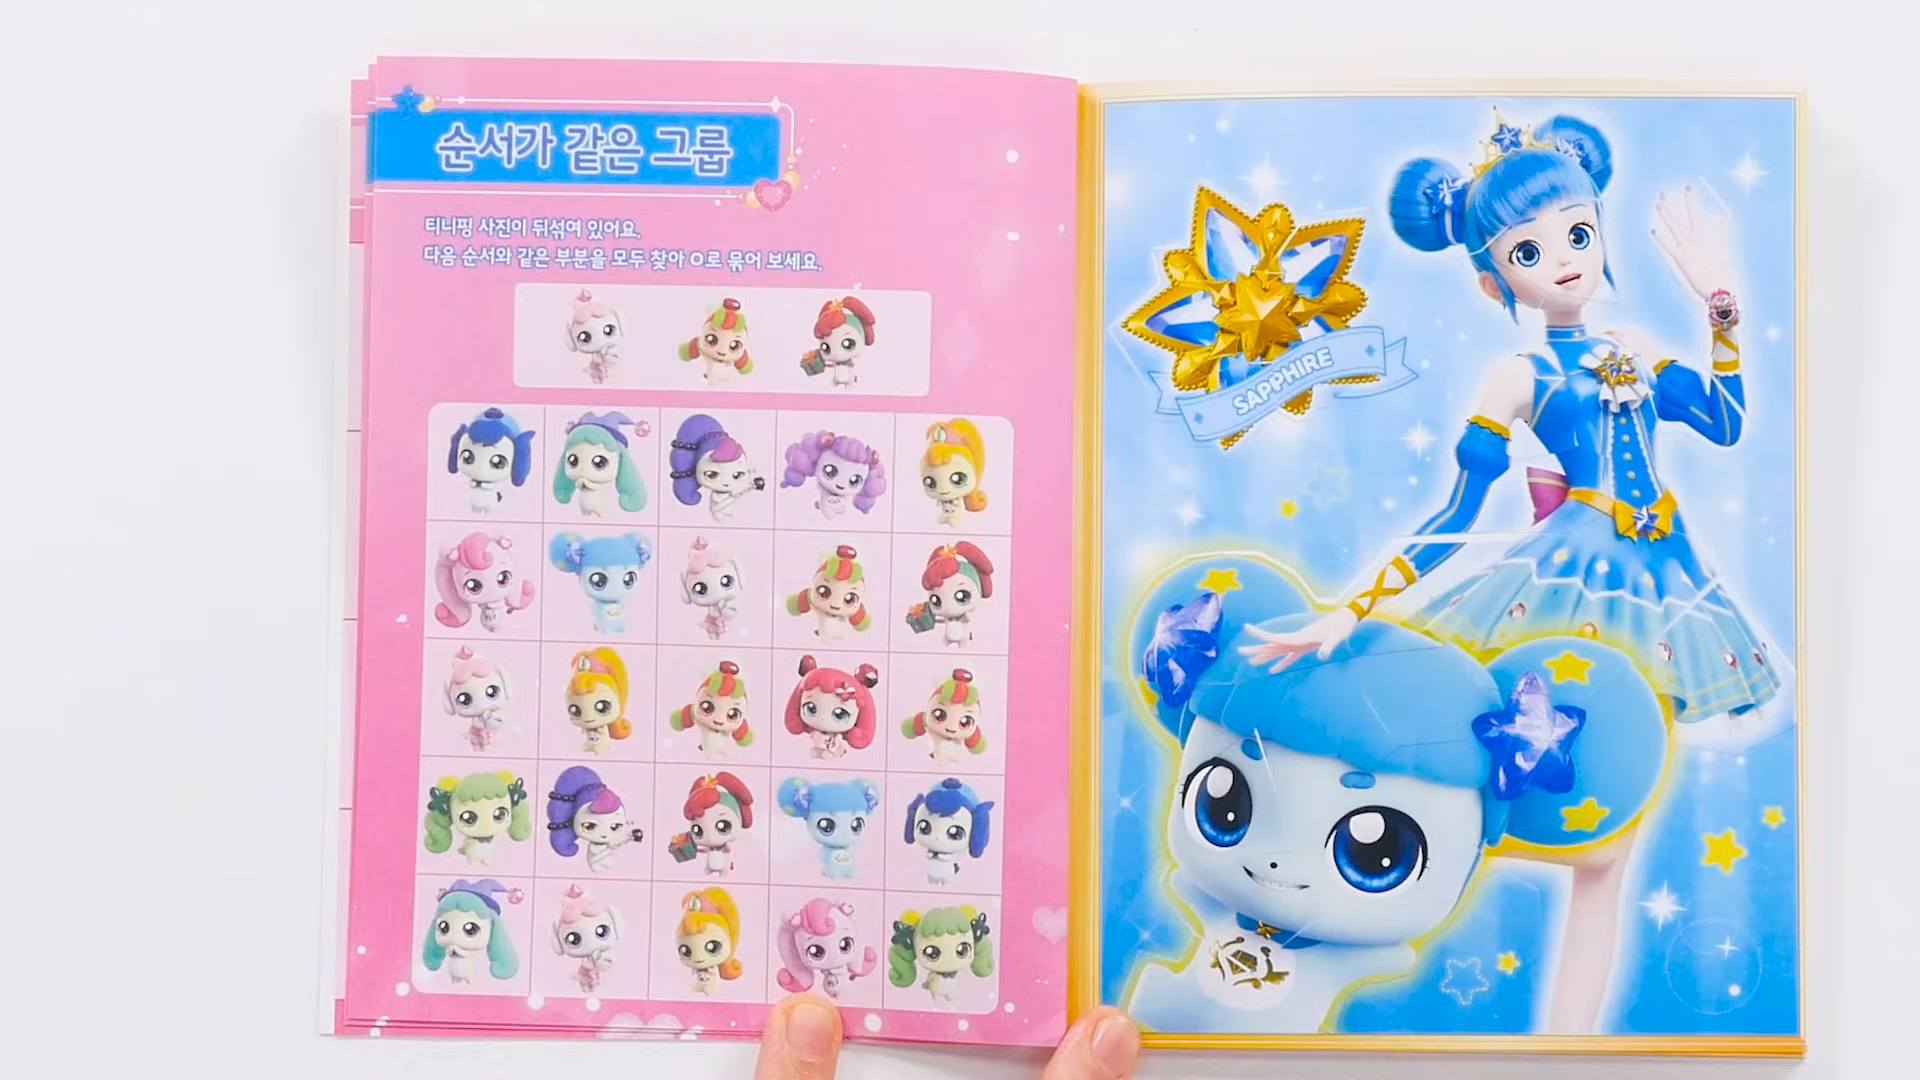 순서가 같은 그룹
티니핑 사진이 뒤섞여 있어요.
다음 순서와 같은 부분을 모두 찾아 O로 묶어 보세요.
SAPPHIRE